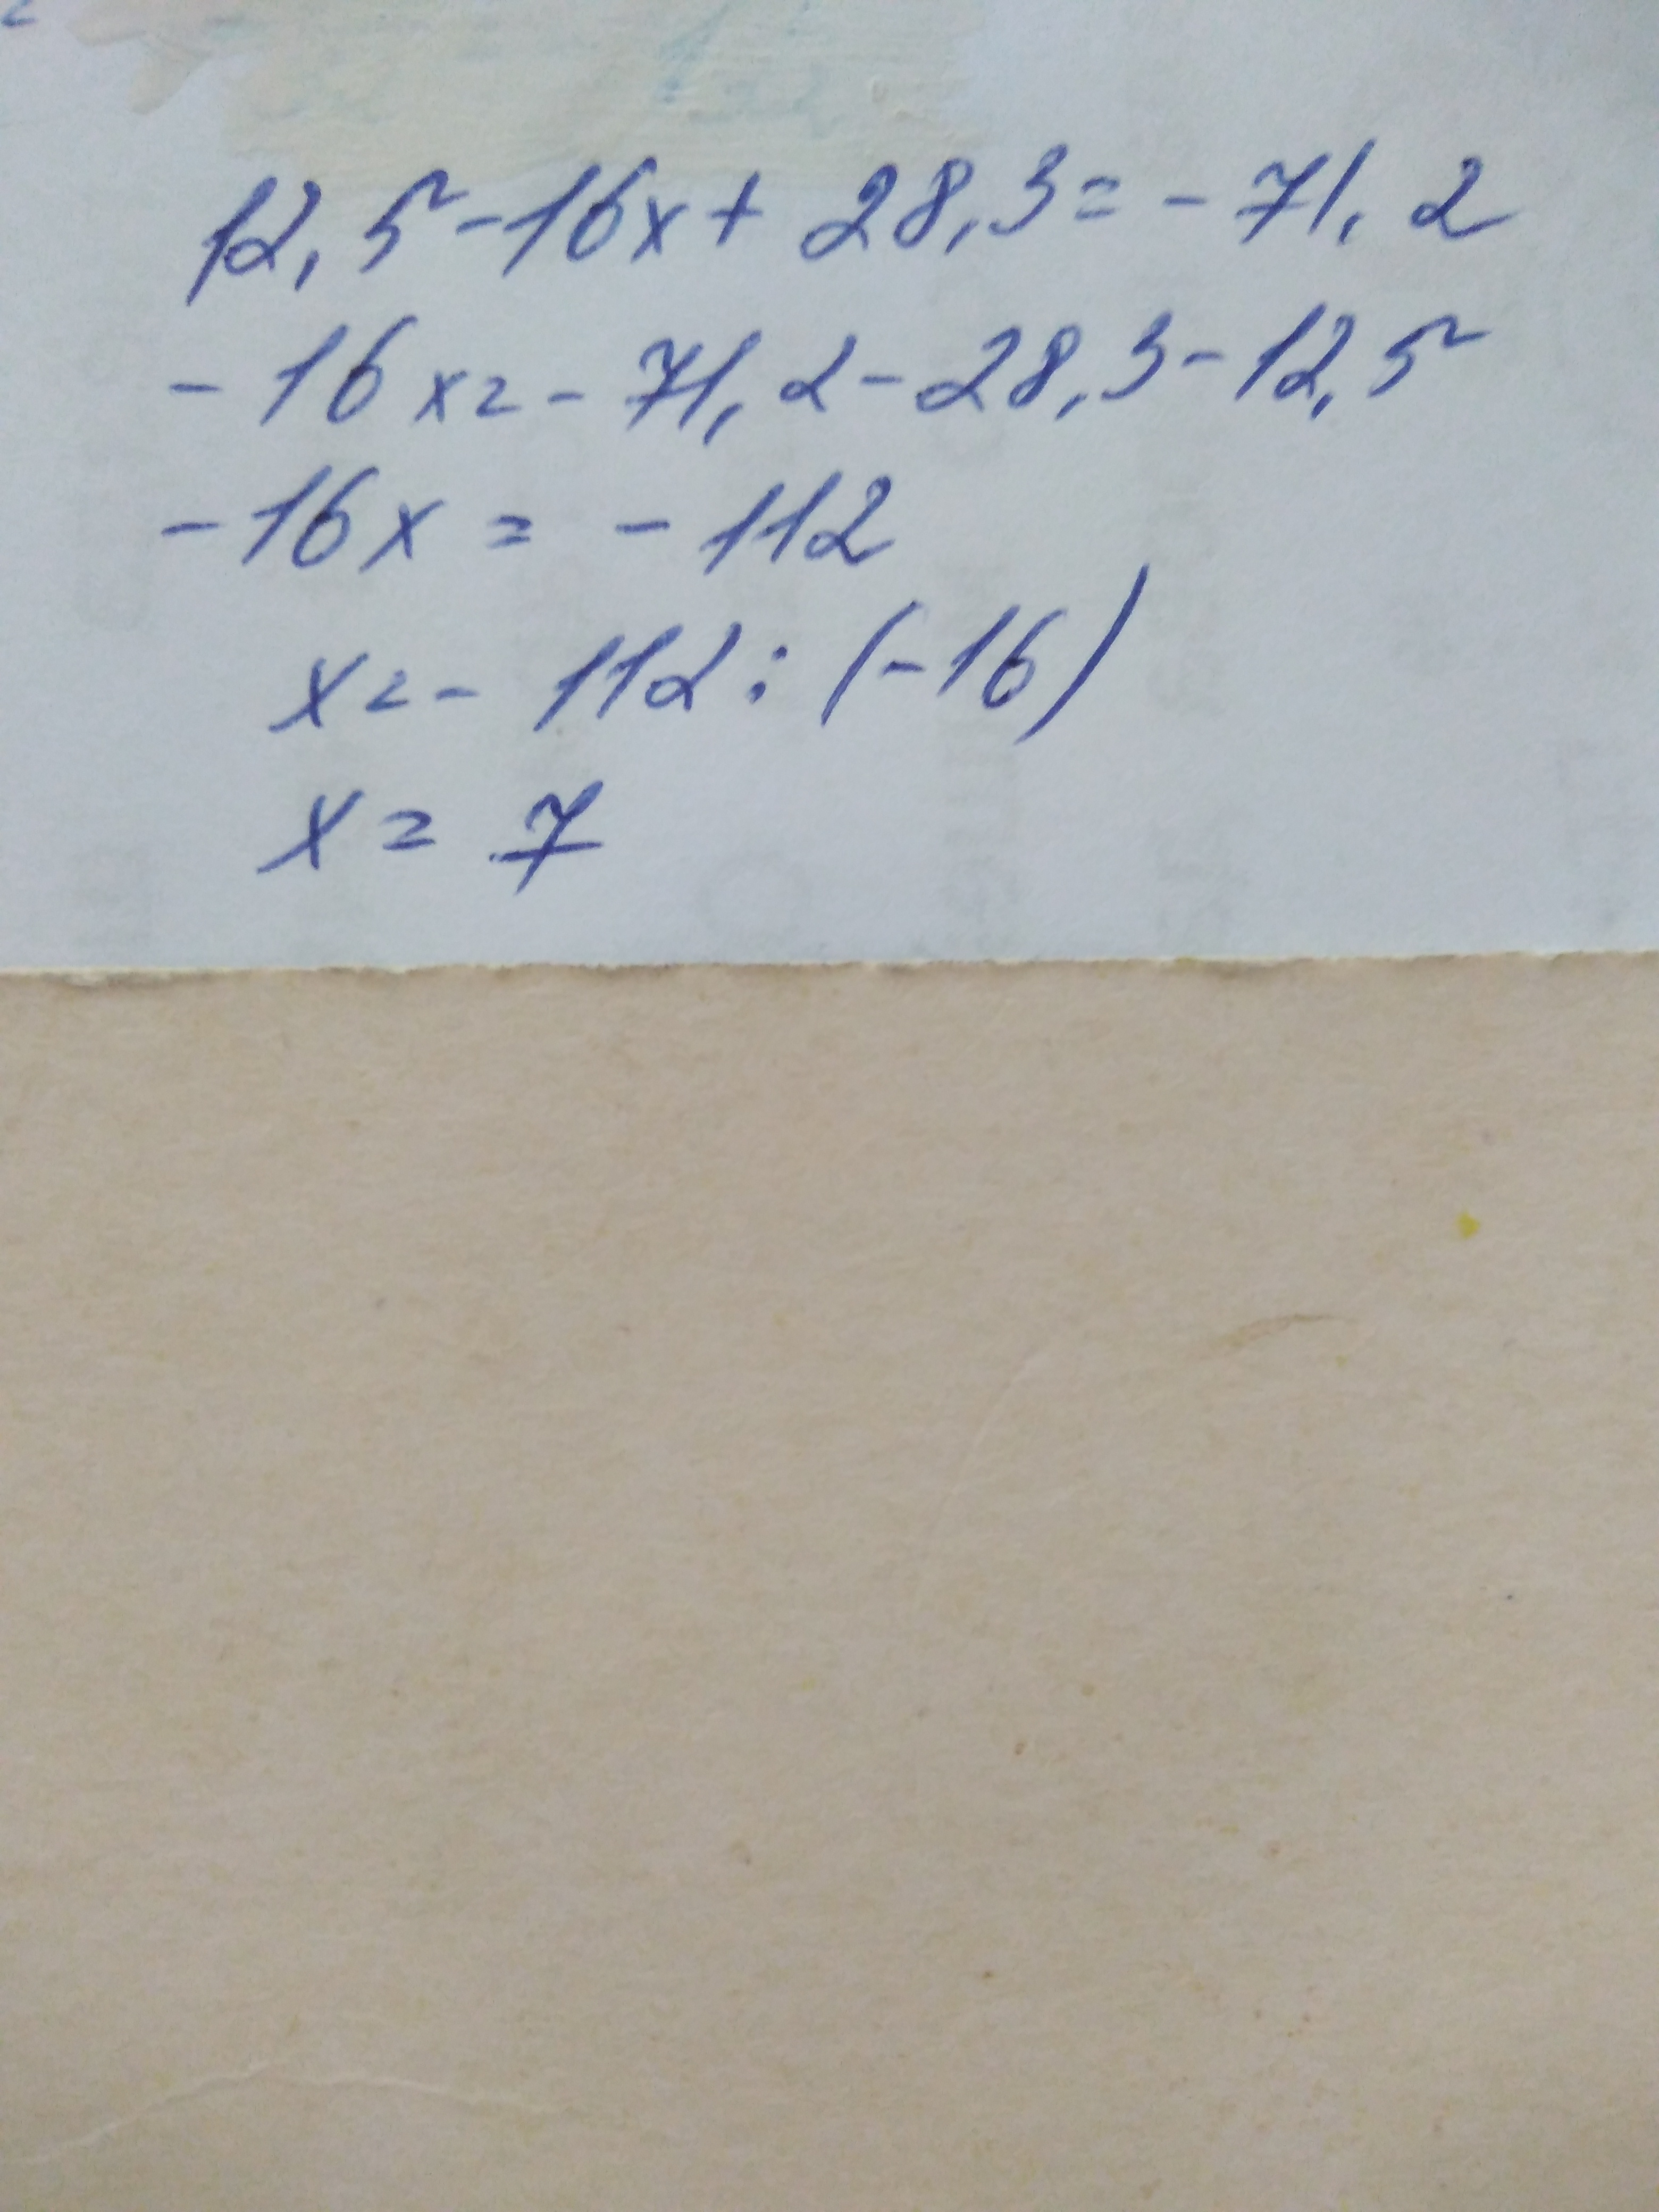 12,5-16x+28,3=-71,2
-16x=-71,2-28,3-12,5
-16x=-112
x=-112:(-16)
x=7